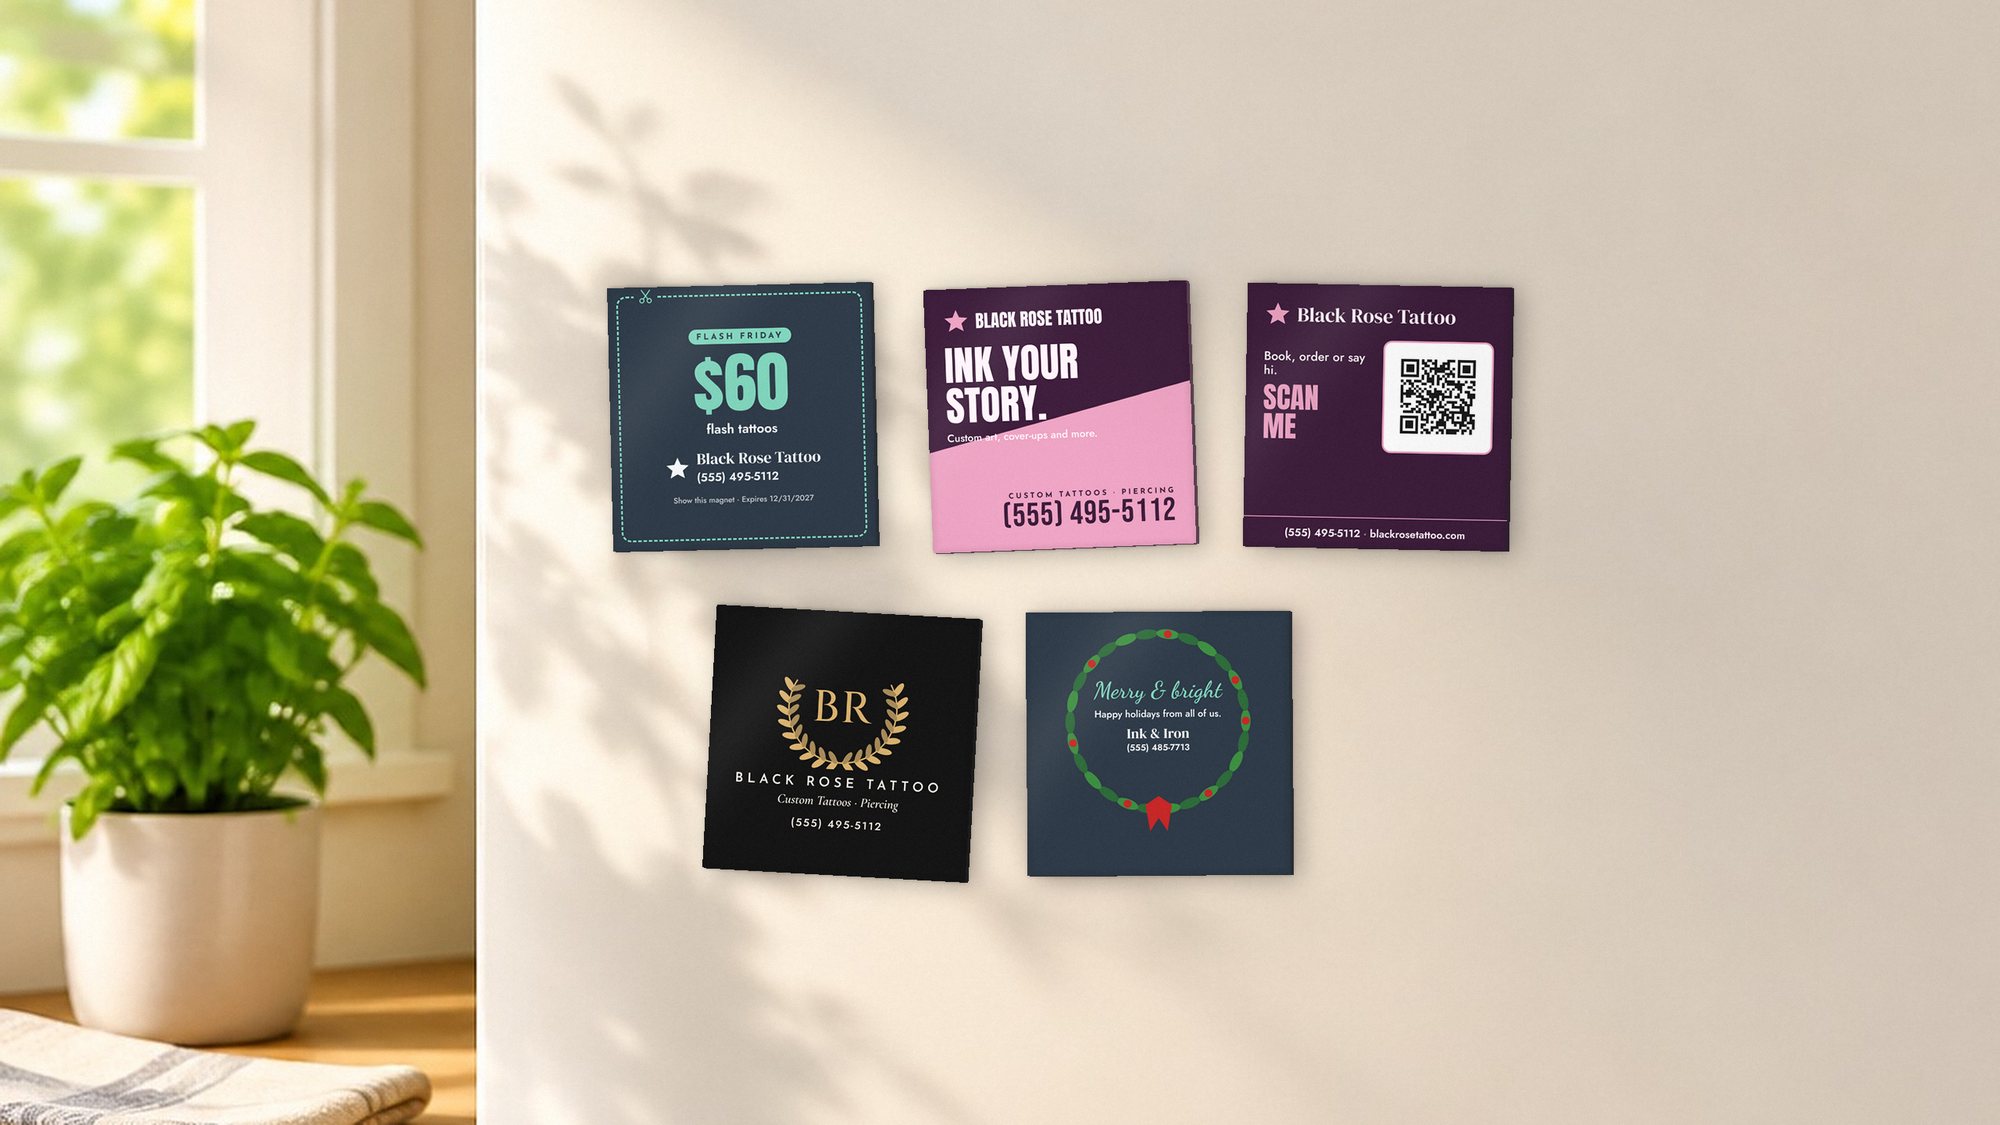 FLASH FRIDAY
$60
flash tattoos
Black Rose Tattoo
(555) 495-5112
Show this magnet · Expires 12/31/2027
BLACK ROSE TATTOO
INK YOUR
STORY.
Custom art, cover-ups and more.
CUSTOM TATTOOS · PIERCING
(555) 495-5112
Black Rose Tattoo
Book, order or say
hi.
SCAN
ME
(555) 495-5112 · blackrosetattoo.com
BR
BLACK ROSE TATTOO
Custom Tattoos · Piercing
(555) 495-5112
Merry & bright
Happy holidays from all of us.
Ink & Iron
(555) 485-7713